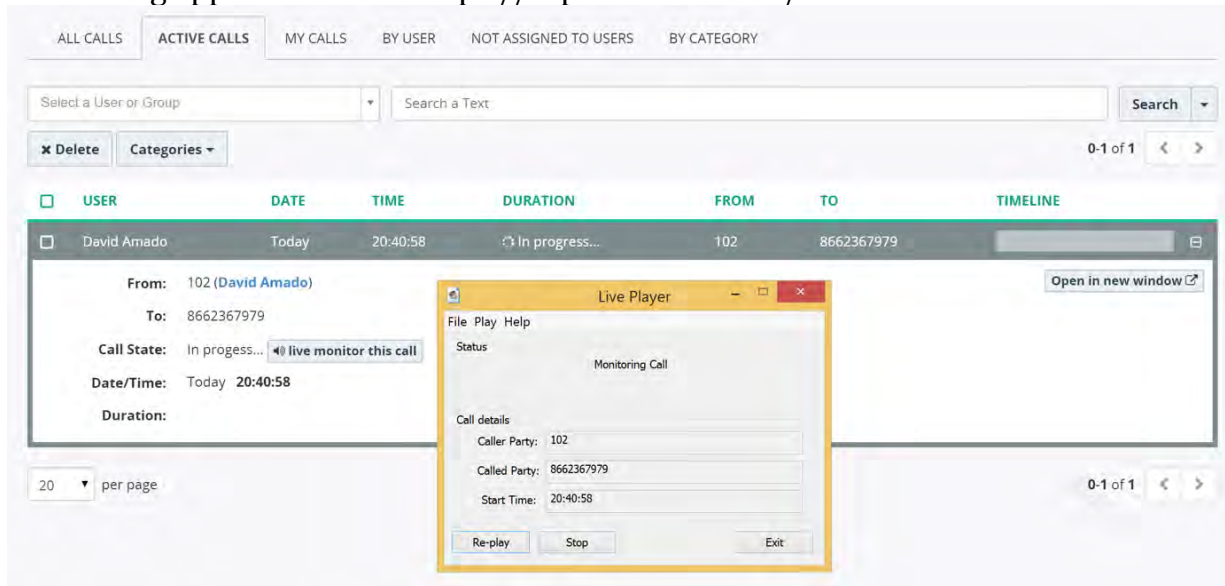 ALL CALLS ACTIVE CALLS MY CALLS BY USER NOT ASSIGNED TO USERS BY CATEGORY
Select a User or Group Search a Text Search
× Delete Categories 0-1 of 1 < >
USER DATE TIME DURATION FROM TO TIMELINE
David Amado Today 20:40:58 In progress... 102 8662367979
From: 102 (David Amado) Open in new window
To: 8662367979
Call State: In progess... live monitor this call
Date/Time: Today 20:40:58
Duration:
Live Player
File Play Help
Status
Monitoring Call
Call details
Caller Party: 102
Called Party: 8662367979
Start Time: 20:40:58
Re-play Stop Exit
20 per page 0-1 of 1 < >